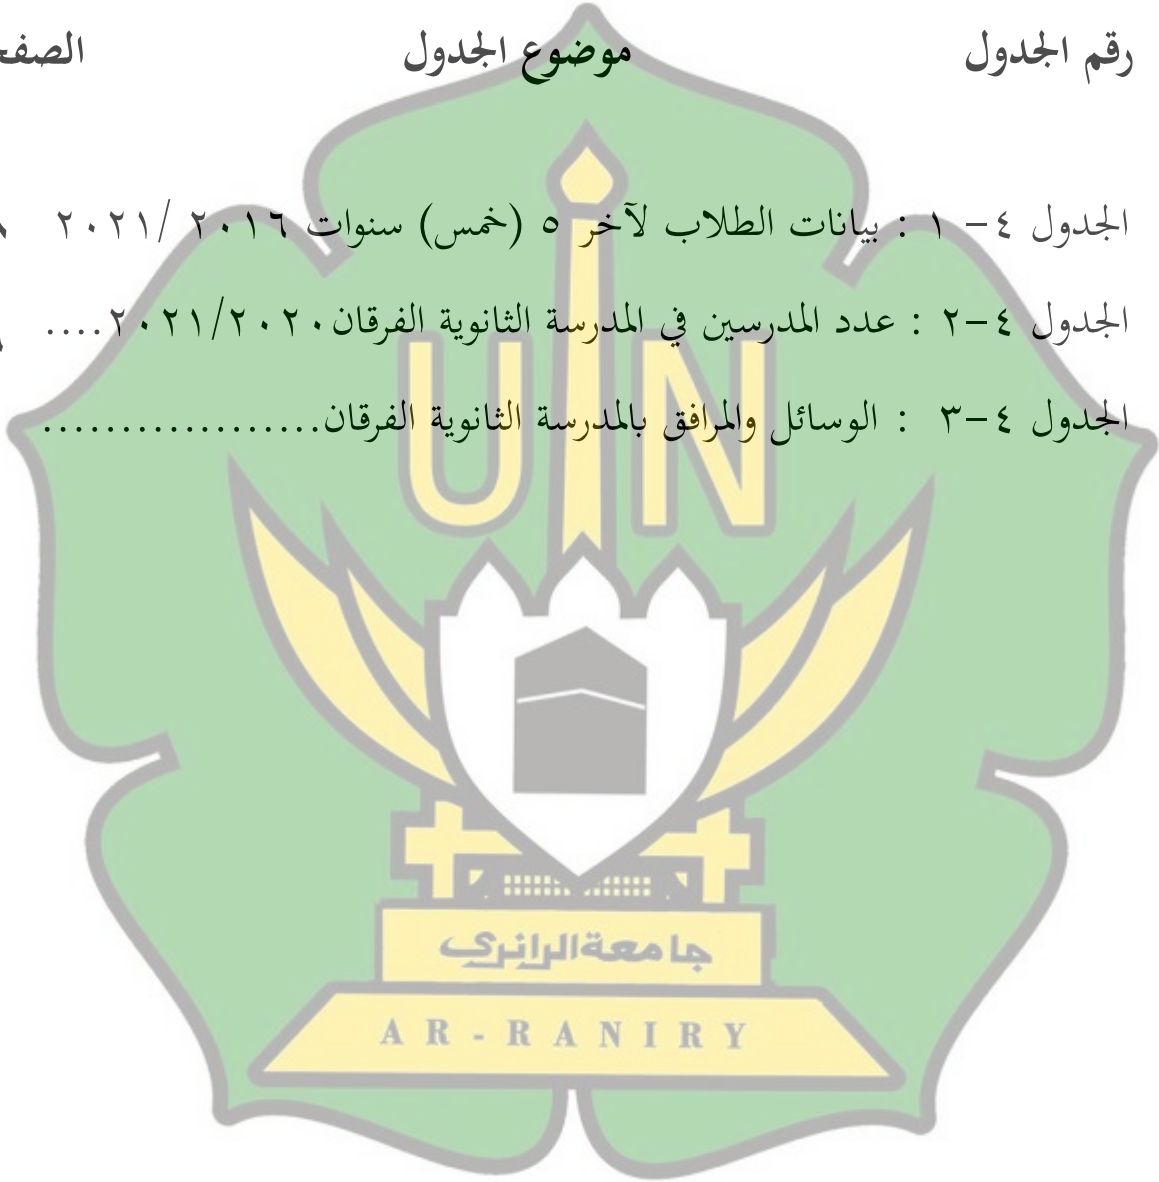 رقم الجدول موضوع الجدول
الجدول ٤- ١ : بيانات الطلاب لآخر ٥ (خمس) سنوات ٢٠١٦ /٢٠٢١
الجدول ٤-٢ : عدد المدرسين في المدرسة الثانوية الفرقان٢٠٢١/٢٠٢٠....
الجدول ٤-٣ : الوسائل والمرافق بالمدرسة الثانوية الفرقان..................
UIN
جامعة الرانري
AR-RANIRY